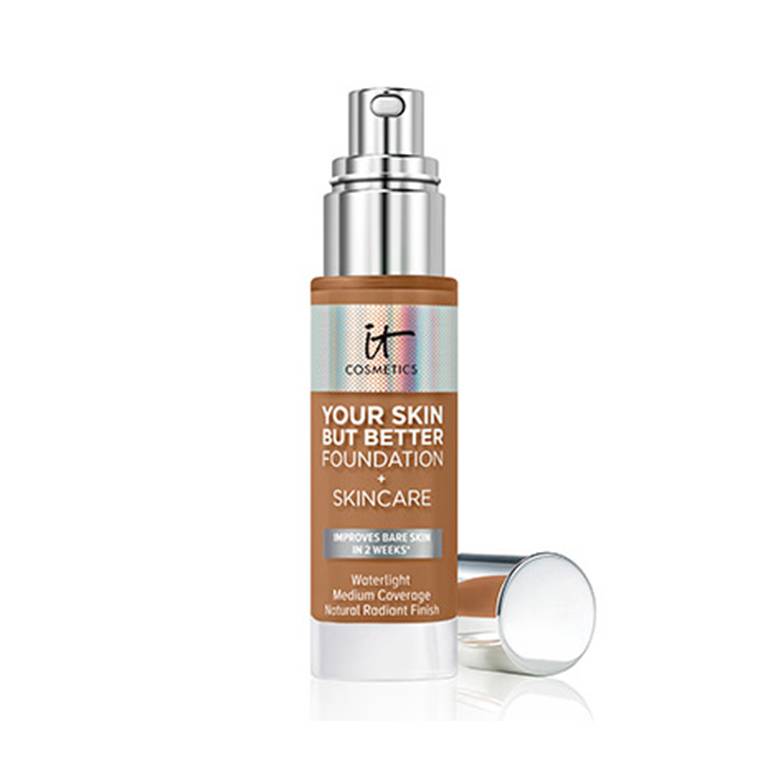 it
COSMETICS
YOUR SKIN
BUT BETTER
FOUNDATION
+
SKINCARE
IMPROVES BARE SKIN
IN 2 WEEKS*
Waterlight
Medium Coverage
Natural Radiant Finish